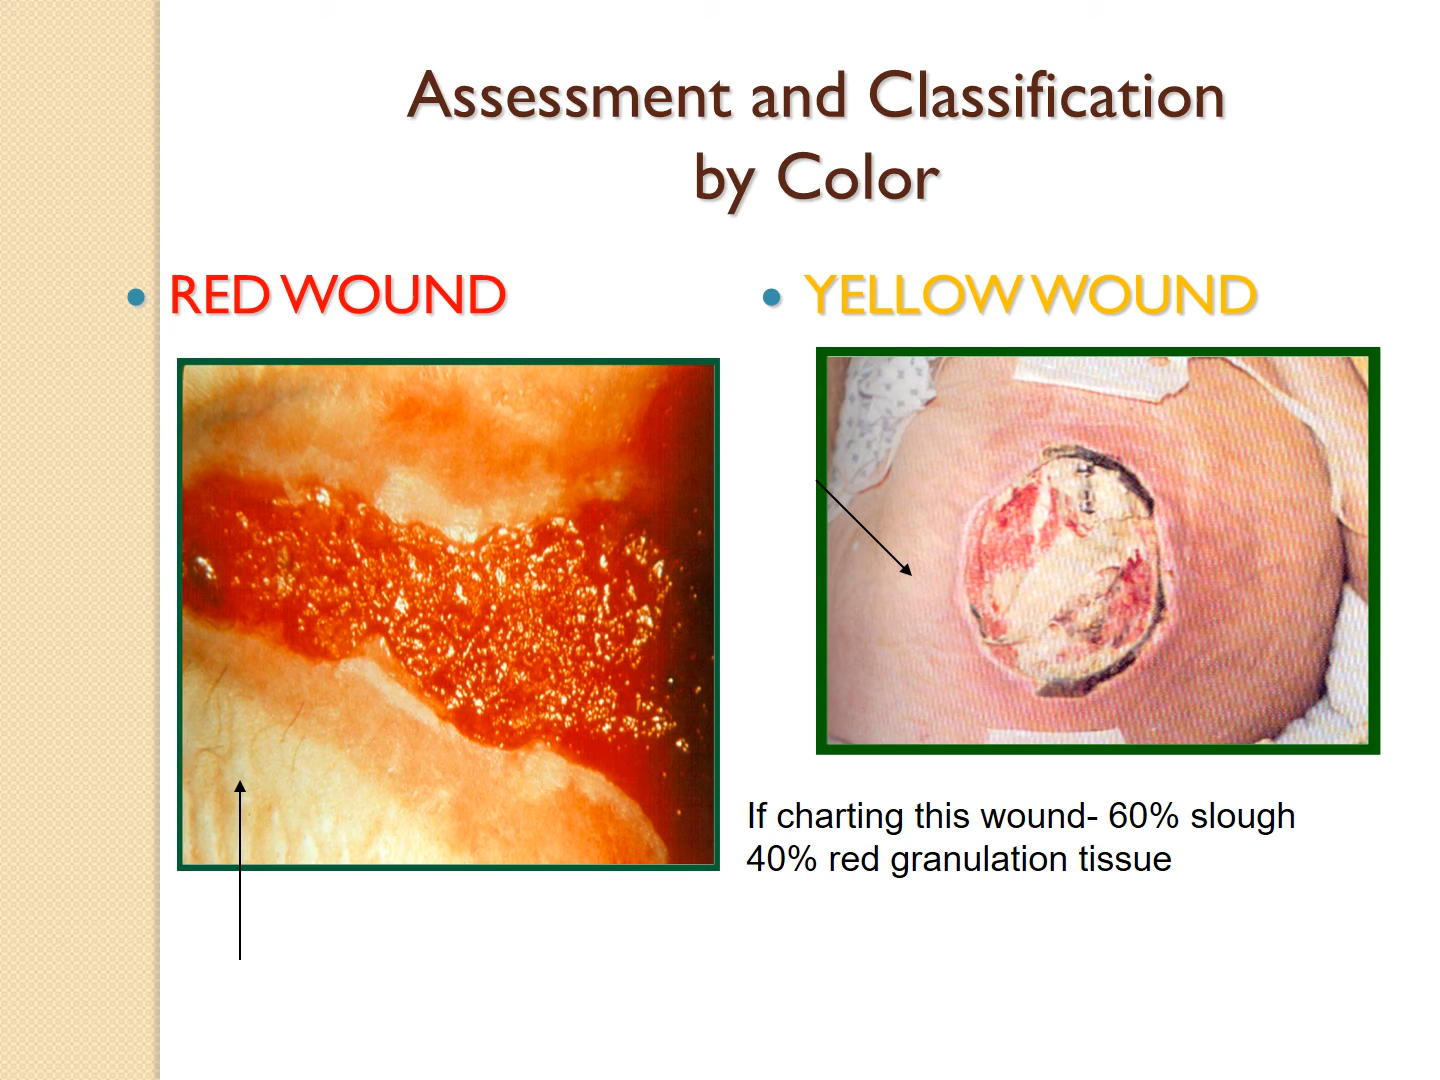 Assessment and Classification
by Color
RED WOUND
YELLOW WOUND
If charting this wound- 60% slough
40% red granulation tissue